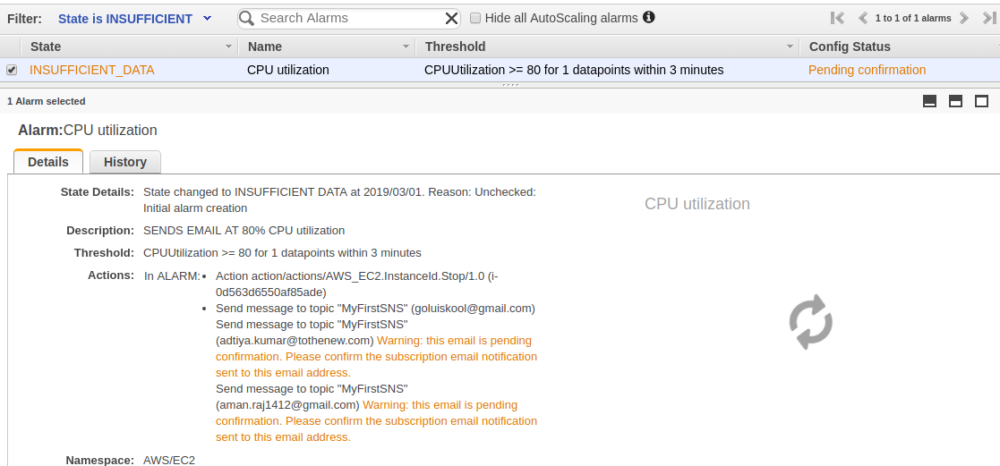 Filter: State is INSUFFICIENT Search Alarms Hide all AutoScaling alarms 1 to 1 of 1 alarms
State Name Threshold Config Status
INSUFFICIENT_DATA CPU utilization CPUUtilization >= 80 for 1 datapoints within 3 minutes Pending confirmation
1 Alarm selected
Alarm:CPU utilization
Details History
State Details: State changed to INSUFFICIENT DATA at 2019/03/01. Reason: Unchecked:
Initial alarm creation
CPU utilization
Description: SENDS EMAIL AT 80% CPU utilization
Threshold: CPUUtilization >= 80 for 1 datapoints within 3 minutes
Actions: In ALARM: • Action action/actions/AWS_EC2.InstanceId.Stop/1.0 (i-
0d563d6550af85ade)
• Send message to topic "MyFirstSNS" (goluiskool@gmail.com)
Send message to topic "MyFirstSNS"
(adtiya.kumar@tothenew.com) Warning: this email is pending
confirmation. Please confirm the subscription email notification
sent to this email address.
Send message to topic "MyFirstSNS"
(aman.raj1412@gmail.com) Warning: this email is pending
confirmation. Please confirm the subscription email notification
sent to this email address.
Namespace: AWS/EC2